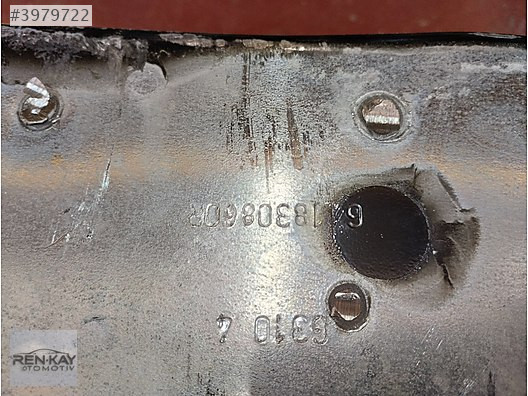 #3979722
641830860R
6310 4
REN-KAY
OTOMOTİV